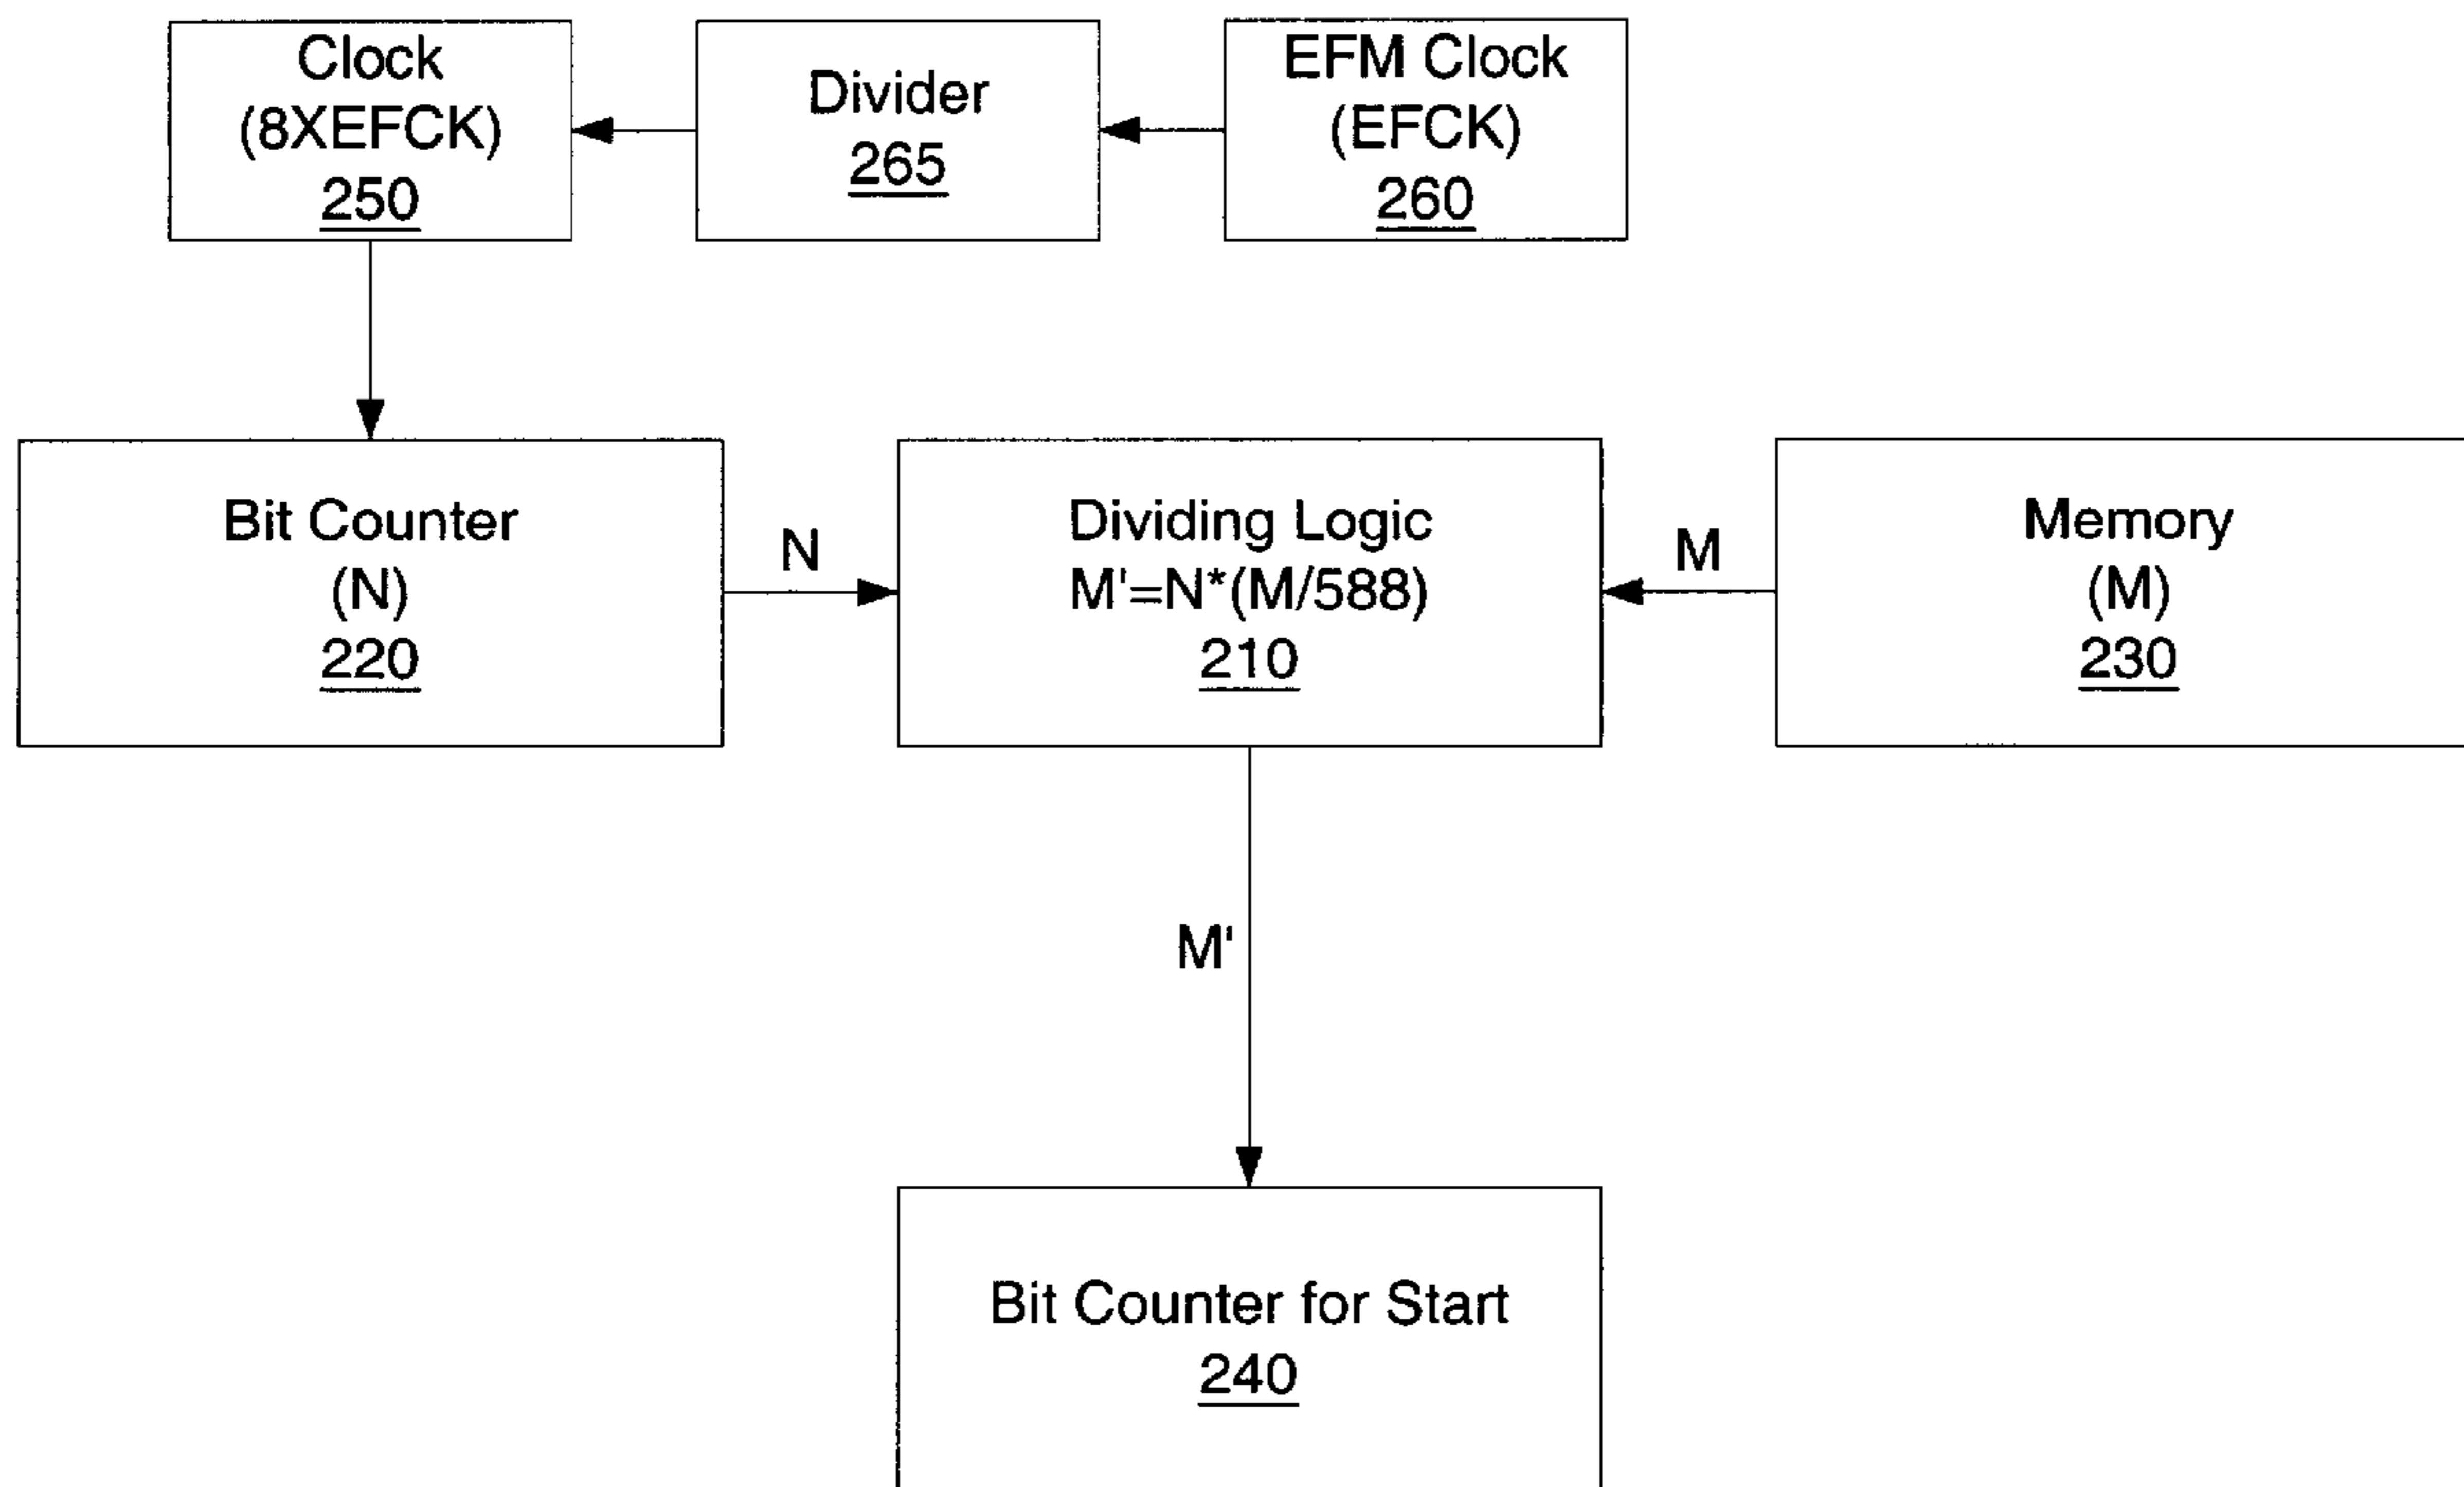 Clock
(8XEFCK)
250
Divider
265
EFM Clock
(EFCK)
260
Bit Counter
(N)
220
N
Dividing Logic
M'=N*(M/588)
210
M
Memory
(M)
230
M'
Bit Counter for Start
240